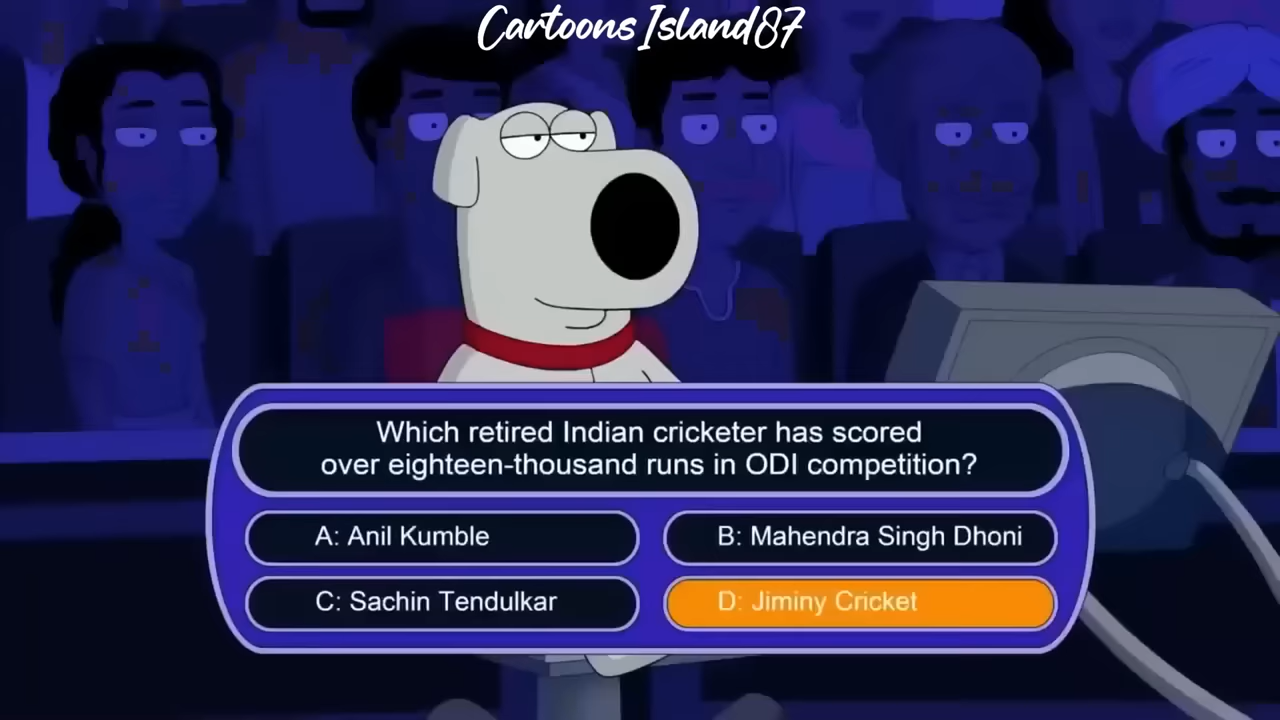 Cartoons Island87
Which retired Indian cricketer has scored
over eighteen-thousand runs in ODI competition?
A: Anil Kumble
B: Mahendra Singh Dhoni
C: Sachin Tendulkar
D: Jiminy Cricket